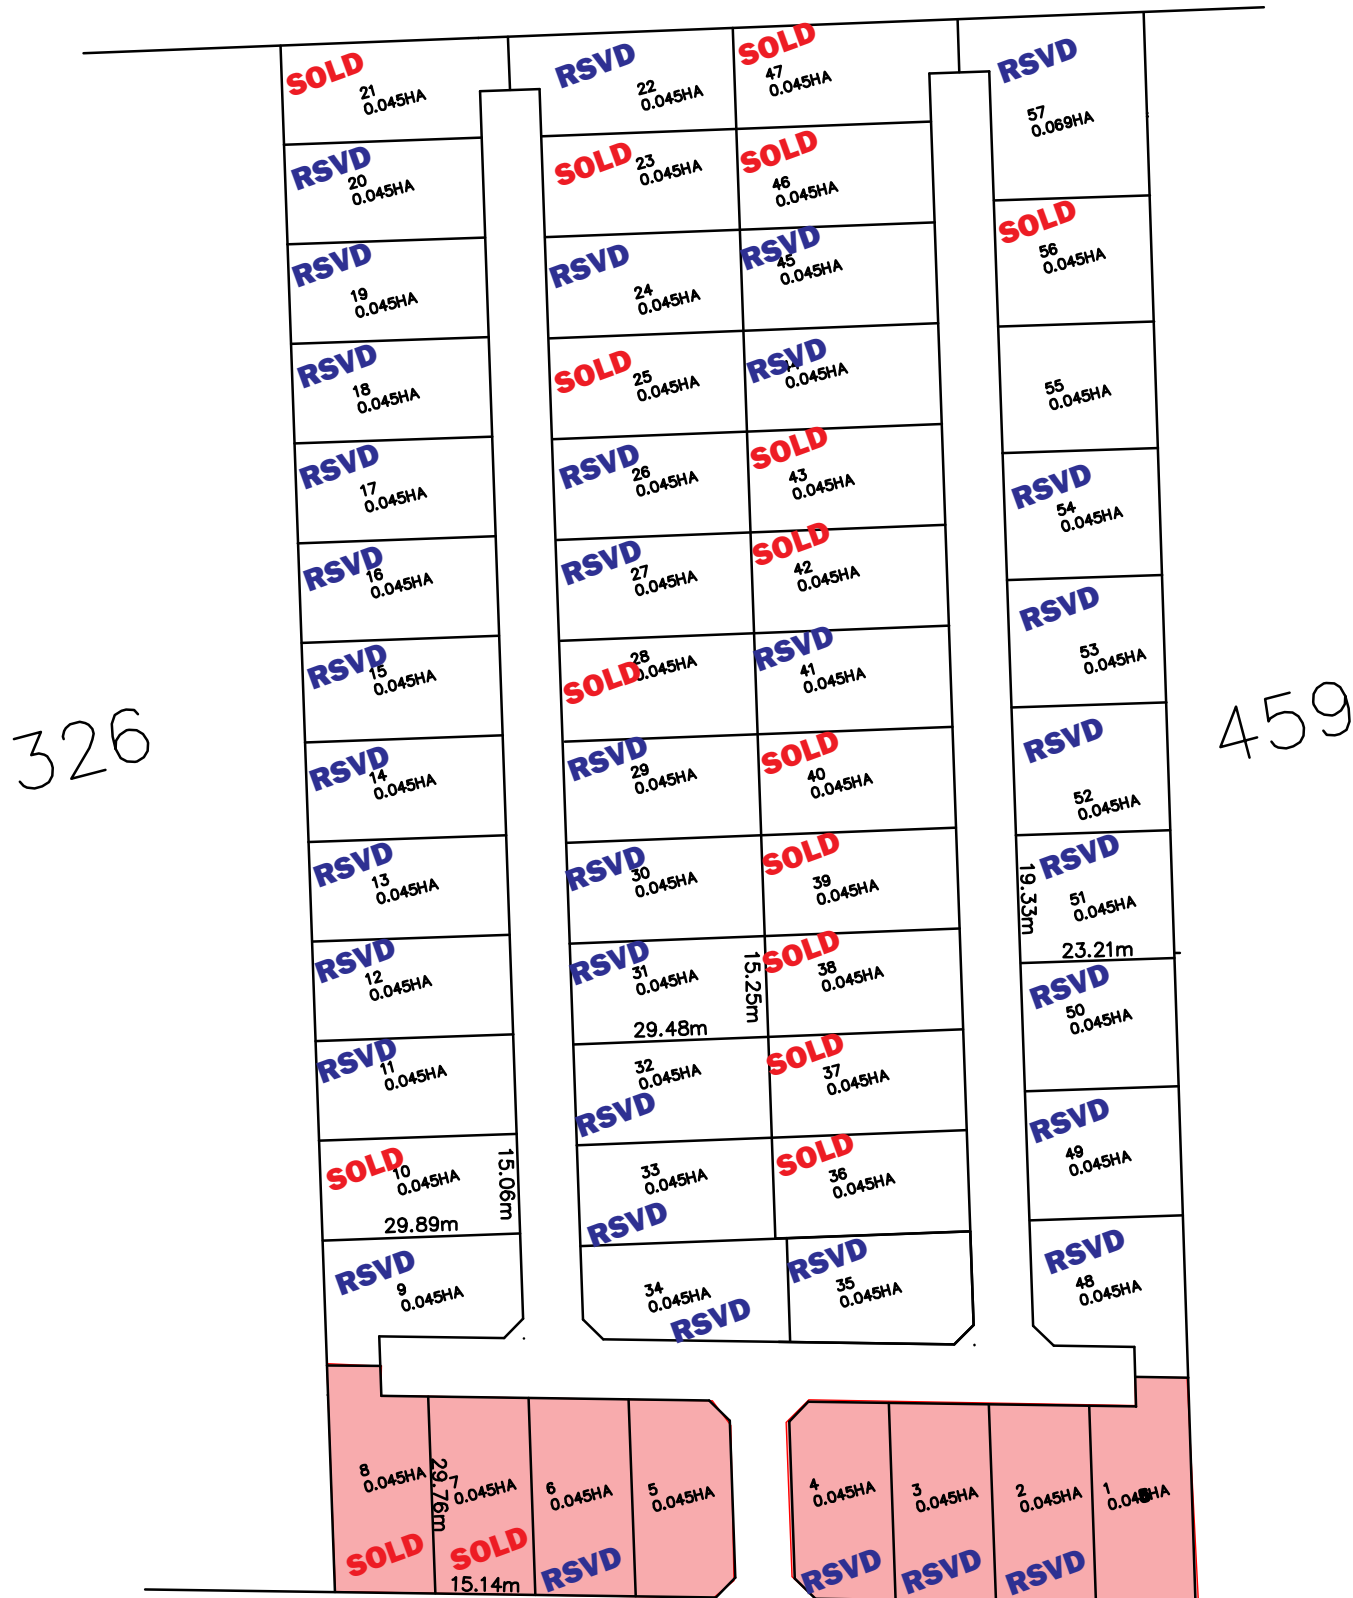 SOLD
21
0.045HA
RSVD
22
0.045HA
SOLD
47
0.045HA
RSVD
57
0.069HA
RSVD
20
0.045HA
SOLD
23
0.045HA
SOLD
46
0.045HA
SOLD
56
0.045HA
RSVD
19
0.045HA
RSVD
24
0.045HA
RSVD
45
0.045HA
RSVD
18
0.045HA
SOLD
25
0.045HA
RSVD
0.045HA
55
0.045HA
RSVD
17
0.045HA
RSVD
26
0.045HA
SOLD
43
0.045HA
RSVD
54
0.045HA
RSVD
16
0.045HA
RSVD
27
0.045HA
SOLD
42
0.045HA
RSVD
53
0.045HA
RSVD
15
0.045HA
28
0.045HA
SOLD
RSVD
41
0.045HA
326
459
RSVD
14
0.045HA
RSVD
29
0.045HA
SOLD
40
0.045HA
RSVD
52
0.045HA
RSVD
13
0.045HA
RSVD
30
0.045HA
SOLD
39
0.045HA
19.33m
RSVD
51
0.045HA
23.21m
RSVD
12
0.045HA
RSVD
31
0.045HA
15.25m
29.48m
SOLD
38
0.045HA
RSVD
50
0.045HA
RSVD
11
0.045HA
32
0.045HA
RSVD
SOLD
37
0.045HA
RSVD
49
0.045HA
SOLD
10
0.045HA
15.06m
29.89m
33
0.045HA
RSVD
SOLD
36
0.045HA
RSVD
48
0.045HA
RSVD
9
0.045HA
34
0.045HA
RSVD
RSVD
35
0.045HA
8
0.045HA
SOLD
29.76m
7
0.045HA
SOLD
15.14m
6
0.045HA
RSVD
5
0.045HA
4
0.045HA
RSVD
3
0.045HA
RSVD
2
0.045HA
RSVD
1